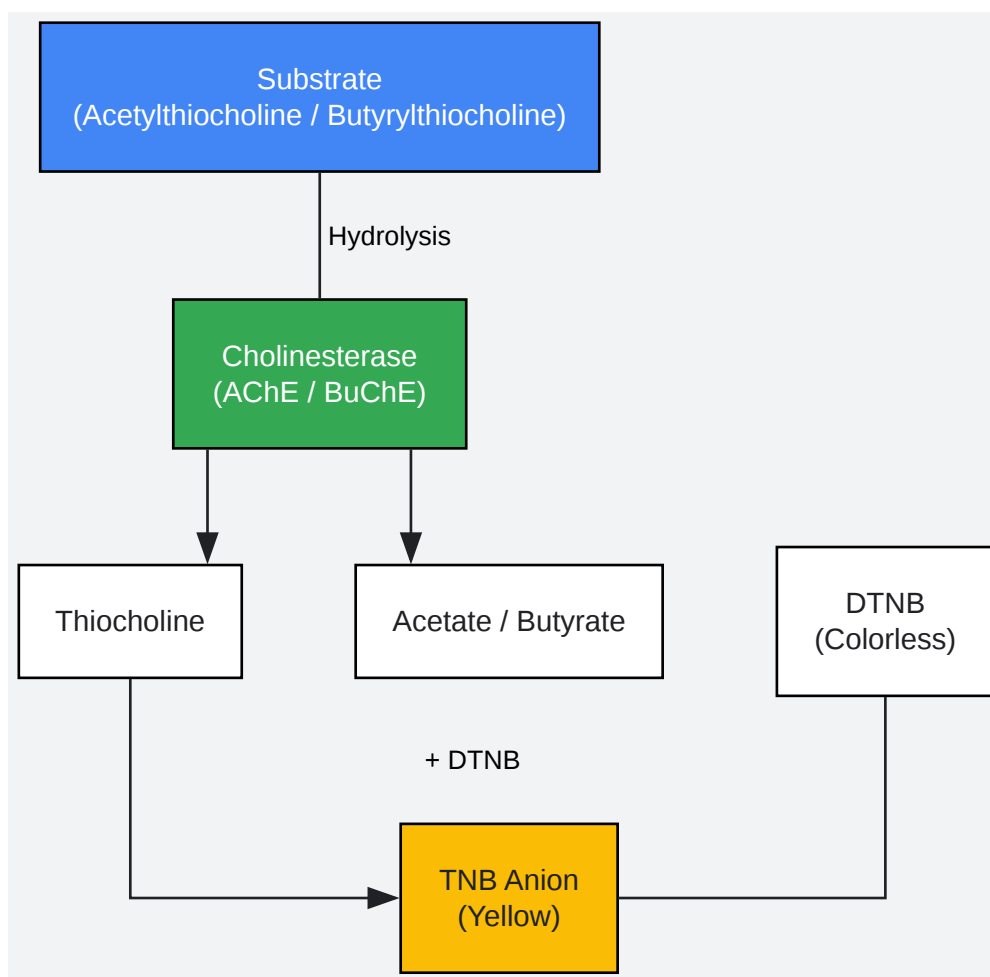 Substrate
(Acetylthiocholine / Butyrylthiocholine)
Hydrolysis
Cholinesterase
(AChE / BuChE)
Thiocholine
Acetate / Butyrate
DTNB
(Colorless)
+ DTNB
TNB Anion
(Yellow)